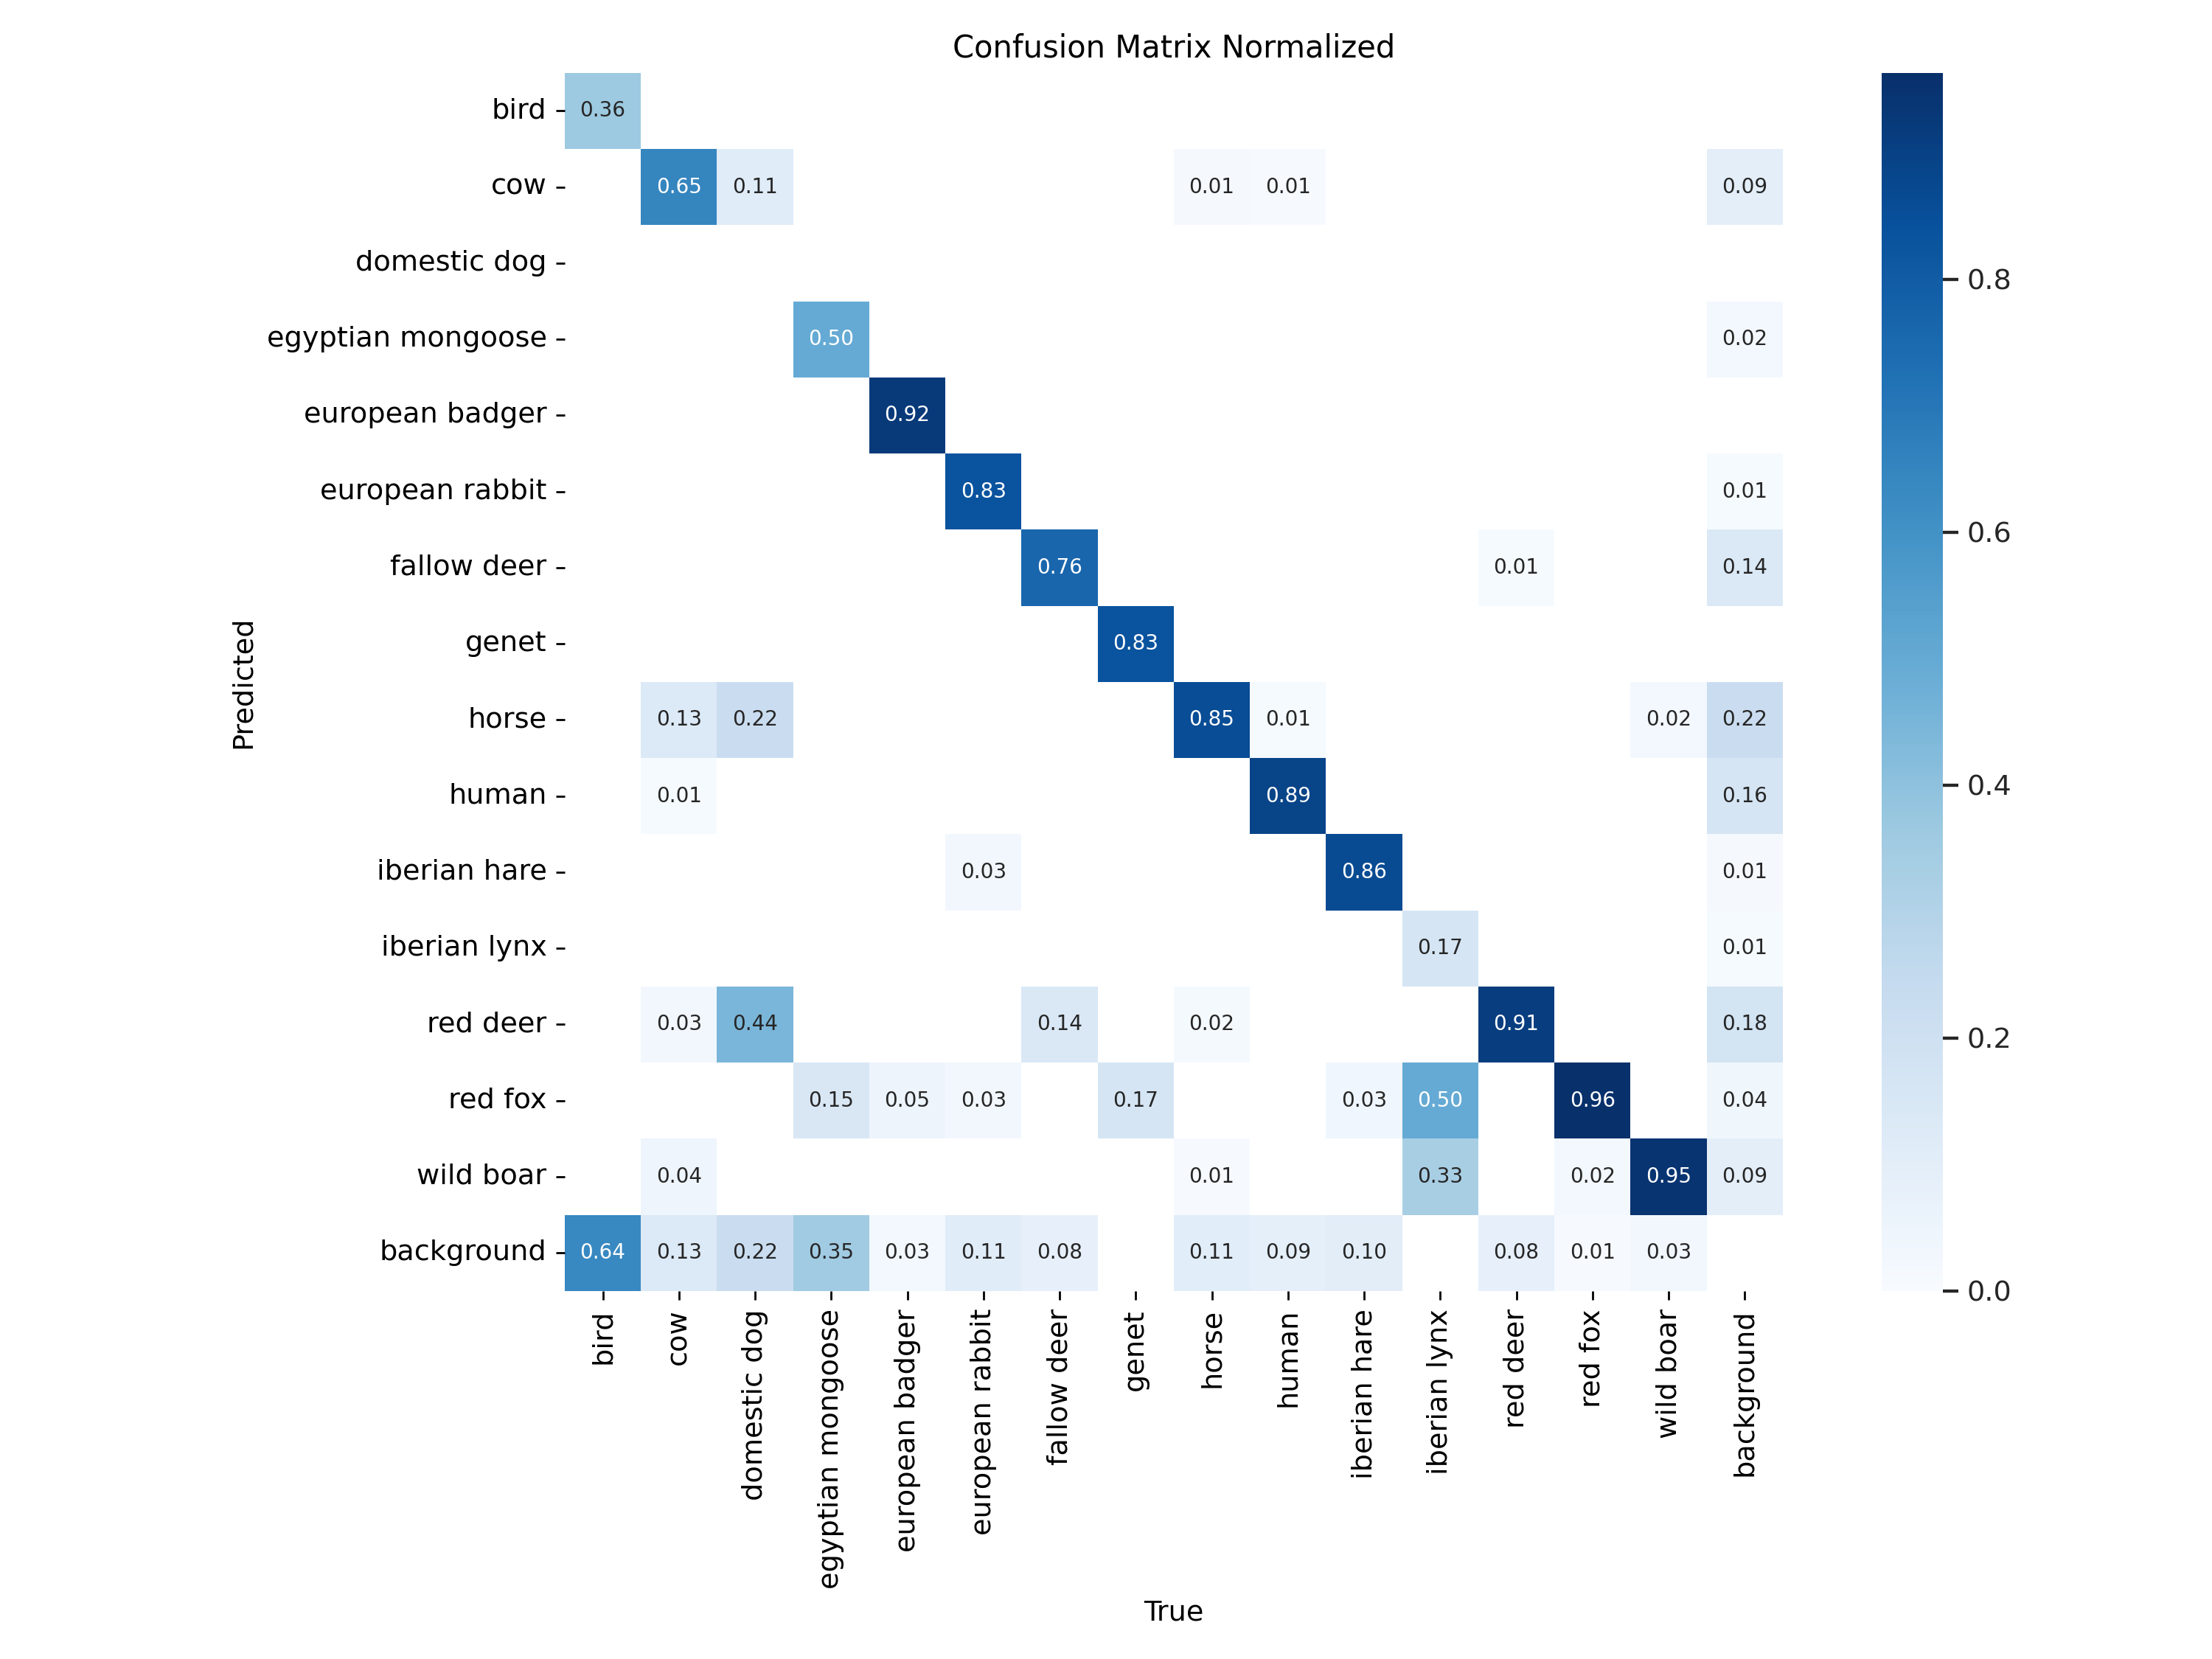 Confusion Matrix Normalized
bird 0.36
cow 0.65 0.11 0.01 0.01 0.09
domestic dog
egyptian mongoose 0.50 0.02
european badger 0.92
european rabbit 0.83 0.01
fallow deer 0.76 0.01 0.14
genet 0.83
horse 0.13 0.22 0.85 0.01 0.02 0.22
human 0.01 0.89 0.16
iberian hare 0.03 0.86 0.01
iberian lynx 0.17 0.01
red deer 0.03 0.44 0.14 0.02 0.91 0.18
red fox 0.15 0.05 0.03 0.17 0.03 0.50 0.96 0.04
wild boar 0.04 0.01 0.33 0.02 0.95 0.09
background 0.64 0.13 0.22 0.35 0.03 0.11 0.08 0.11 0.09 0.10 0.08 0.01 0.03
Predicted
bird
cow
domestic dog
egyptian mongoose
european badger
european rabbit
fallow deer
genet
horse
human
iberian hare
iberian lynx
red deer
red fox
wild boar
background
True
0.8
0.6
0.4
0.2
0.0